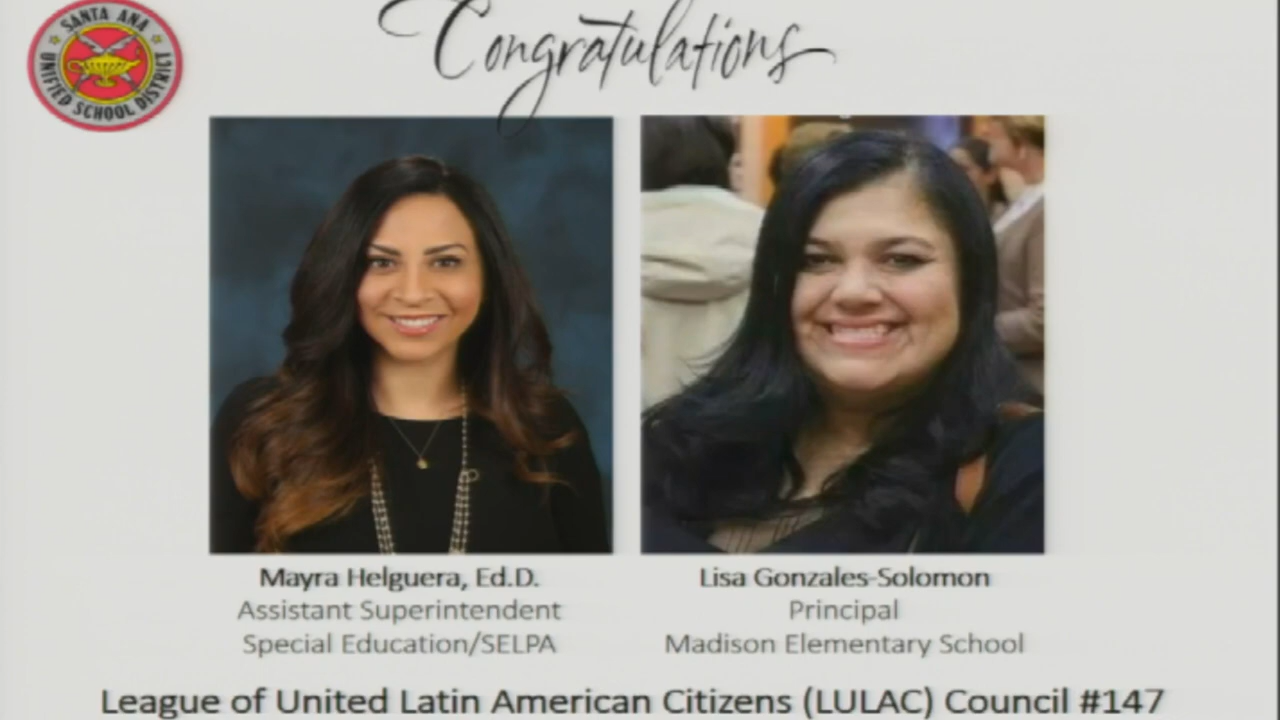 SANTA ANA
UNIFIED SCHOOL DISTRICT
Congratulations
Mayra Helguera, Ed.D.
Assistant Superintendent
Special Education/SELPA
Lisa Gonzales-Solomon
Principal
Madison Elementary School
League of United Latin American Citizens (LULAC) Council #147